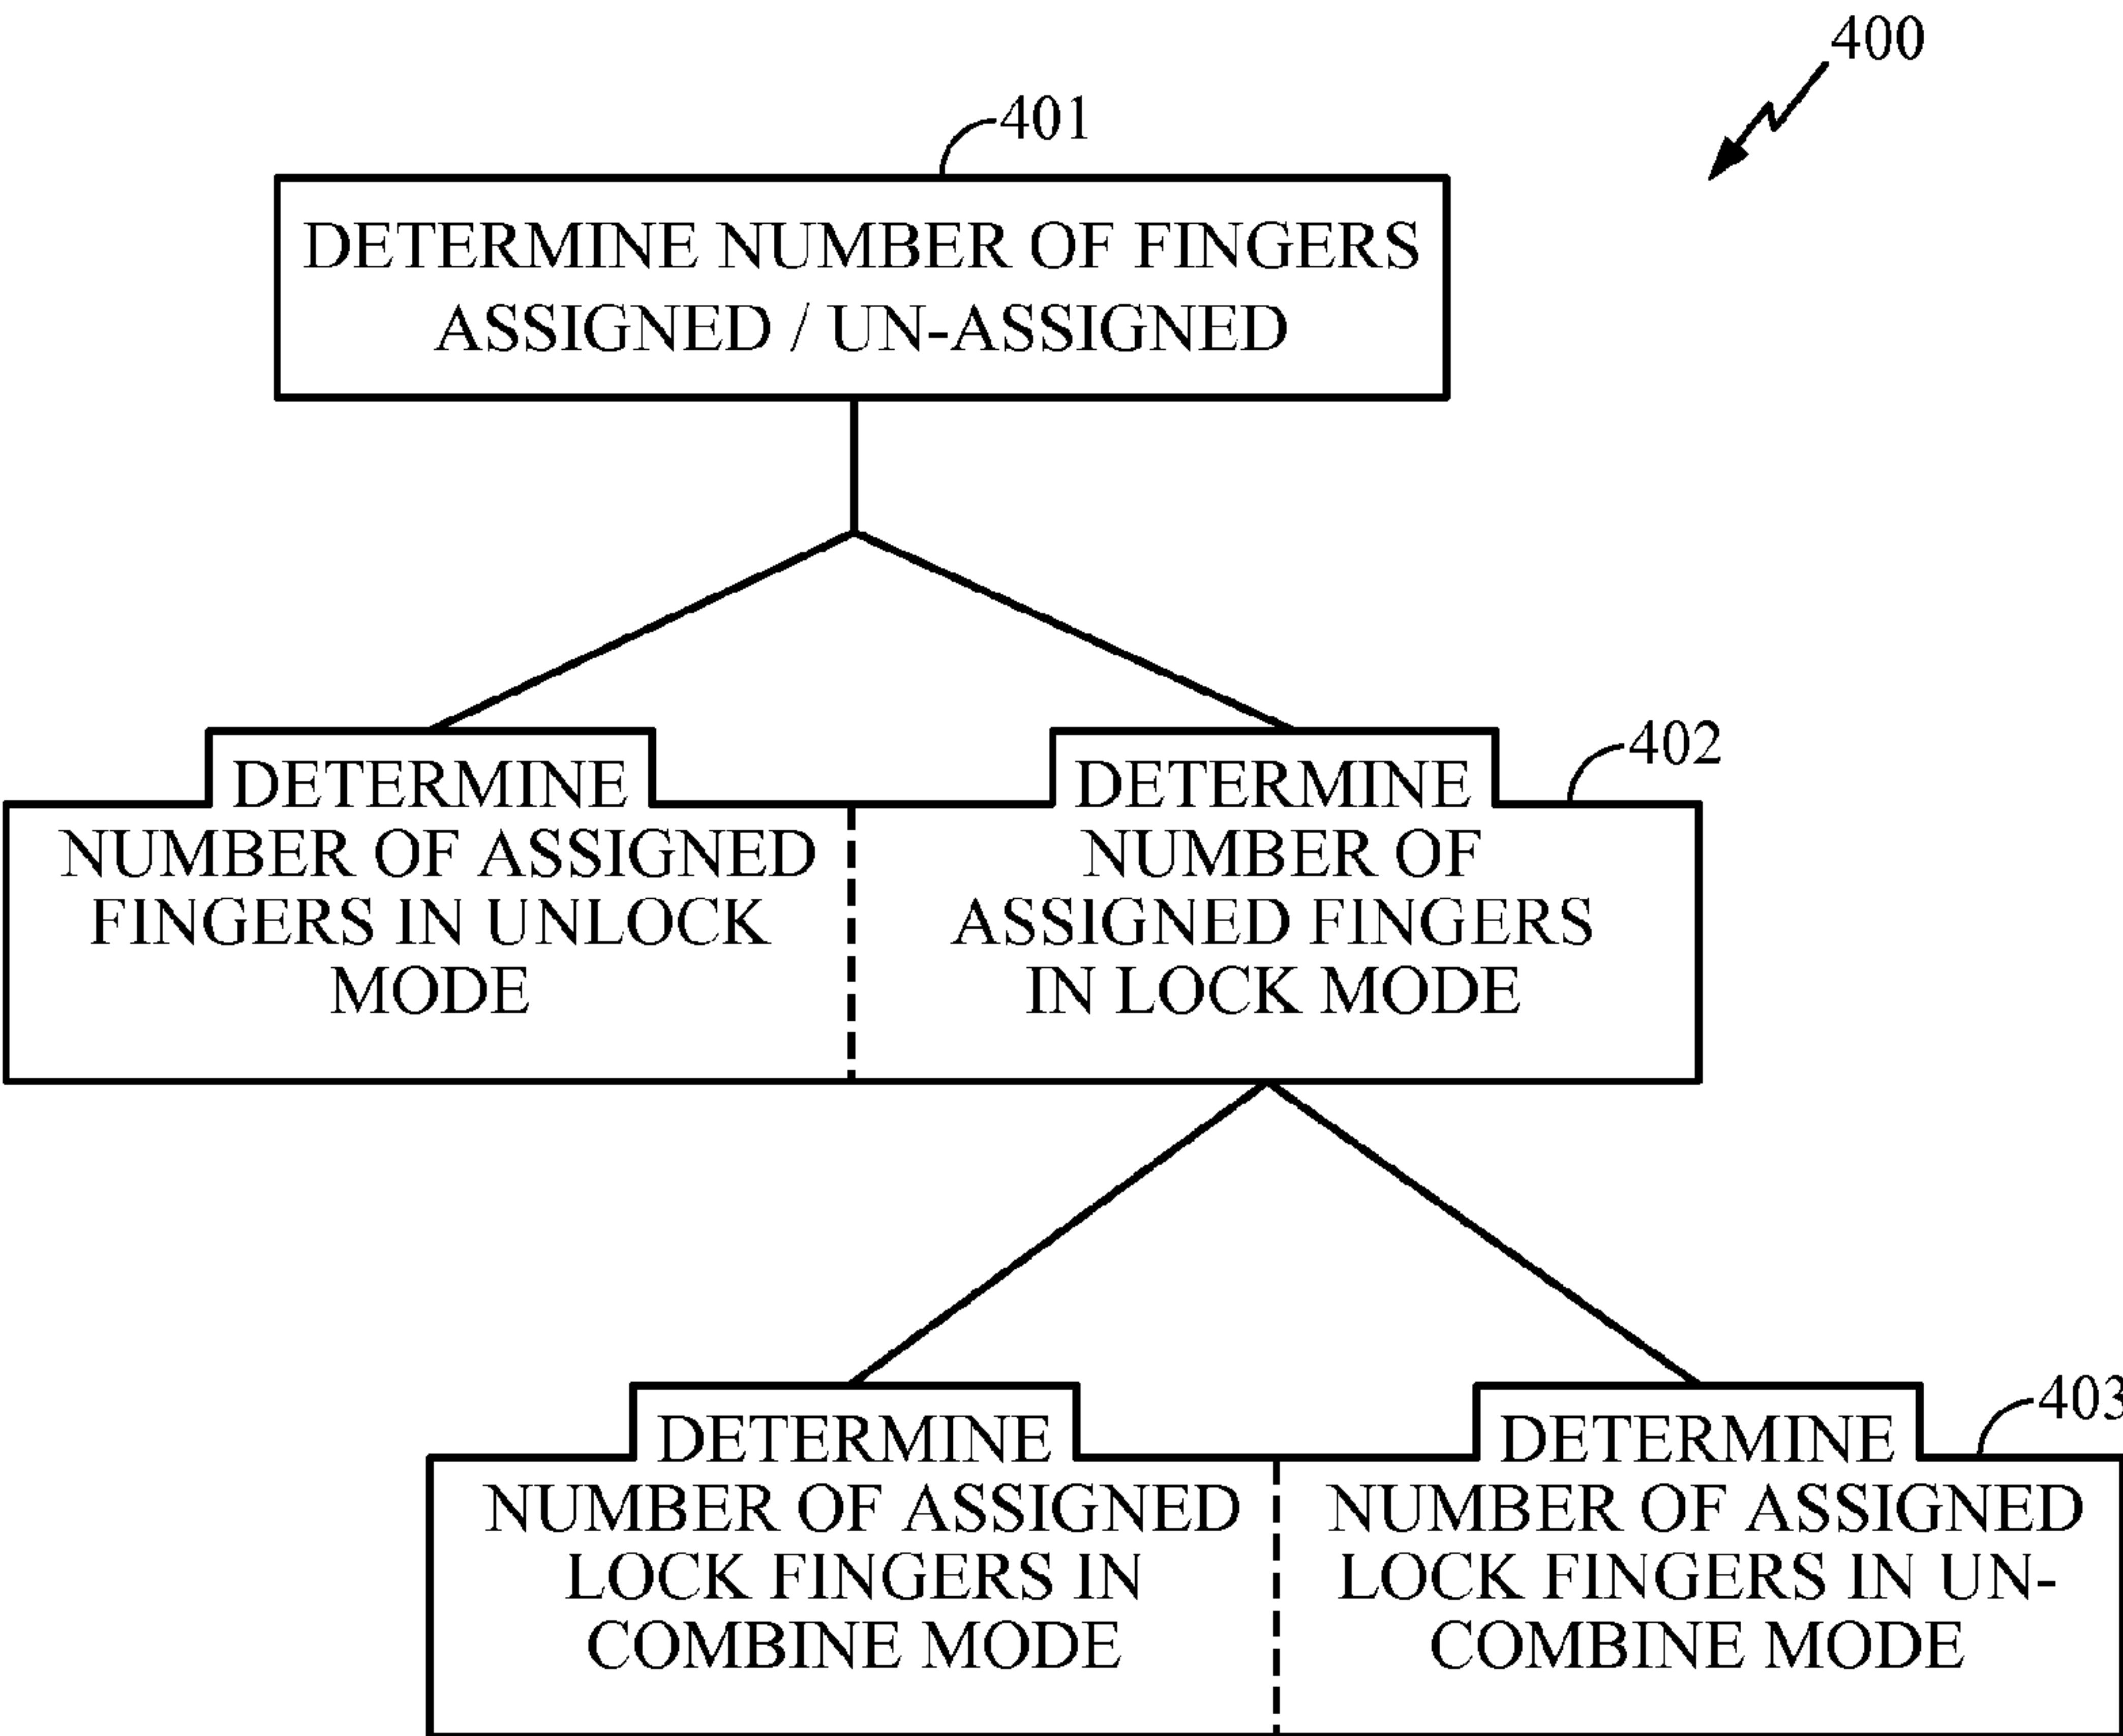 400
401
DETERMINE NUMBER OF FINGERS
ASSIGNED / UN-ASSIGNED
402
DETERMINE
NUMBER OF ASSIGNED
FINGERS IN UNLOCK
MODE
DETERMINE
NUMBER OF
ASSIGNED FINGERS
IN LOCK MODE
403
DETERMINE
NUMBER OF ASSIGNED
LOCK FINGERS IN
COMBINE MODE
DETERMINE
NUMBER OF ASSIGNED
LOCK FINGERS IN UN-
COMBINE MODE